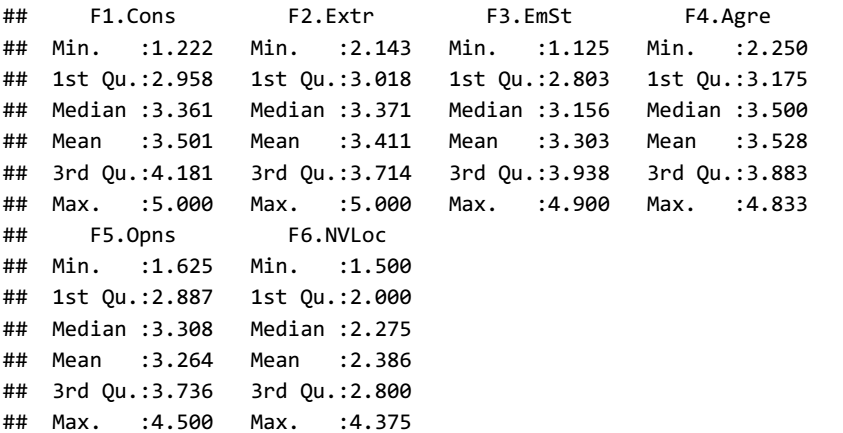 ##    F1.Cons         F2.Extr         F3.EmSt         F4.Agre
## Min.   :1.222   Min.   :2.143   Min.   :1.125   Min.   :2.250
## 1st Qu.:2.958   1st Qu.:3.018   1st Qu.:2.803   1st Qu.:3.175
## Median :3.361   Median :3.371   Median :3.156   Median :3.500
## Mean   :3.501   Mean   :3.411   Mean   :3.303   Mean   :3.528
## 3rd Qu.:4.181   3rd Qu.:3.714   3rd Qu.:3.938   3rd Qu.:3.883
## Max.   :5.000   Max.   :5.000   Max.   :4.900   Max.   :4.833
##    F5.Opns         F6.NVLoc
## Min.   :1.625   Min.   :1.500
## 1st Qu.:2.887   1st Qu.:2.000
## Median :3.308   Median :2.275
## Mean   :3.264   Mean   :2.386
## 3rd Qu.:3.736   3rd Qu.:2.800
## Max.   :4.500   Max.   :4.375